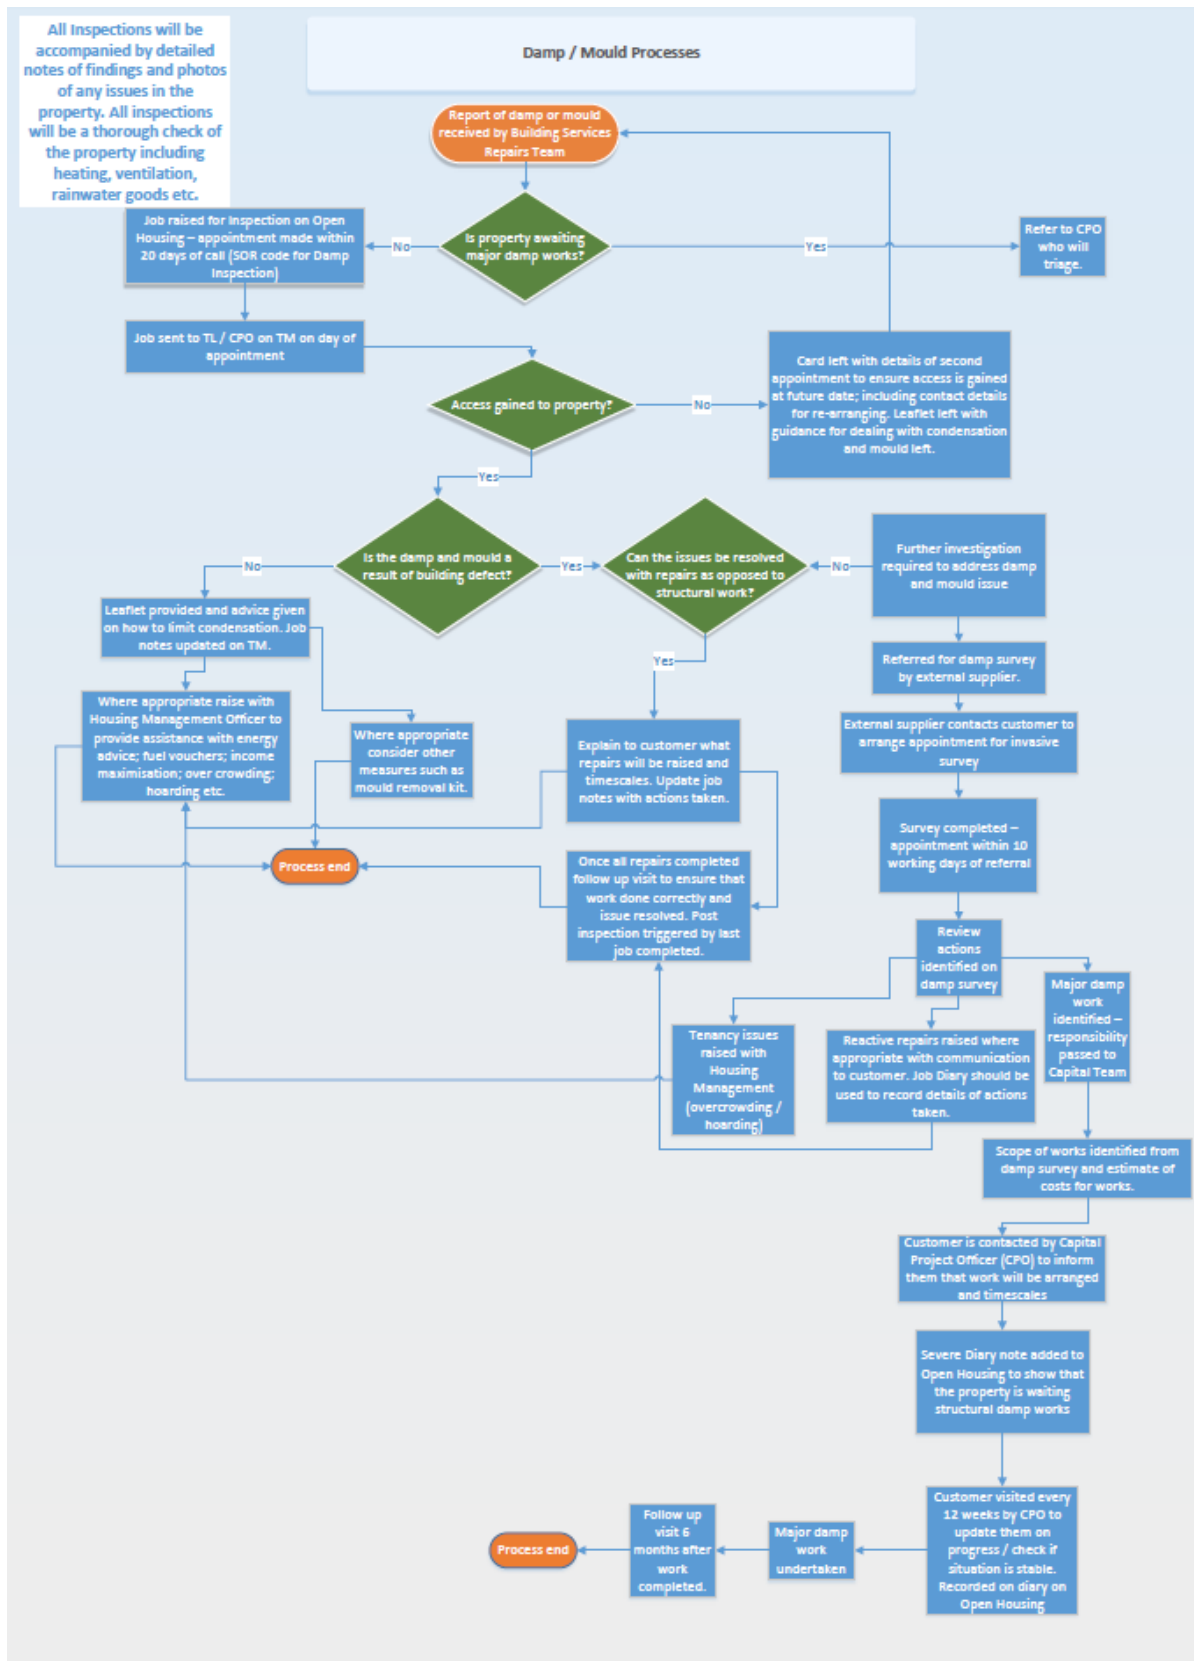 All Inspections will be
accompanied by detailed
notes of findings and photos
of any issues in the
property. All inspections
will be a thorough check of
the property including
heating, ventilation,
rainwater goods etc.
Damp / Mould Processes
Report of damp or mould
received by Building Services
Repairs Team
Is property awaiting
major damp works?
No
Yes
Job raised for Inspection on Open
Housing – appointment made within
20 days of call (SOR code for Damp
Inspection)
Refer to CPO
who will
triage.
Job sent to TL / CPO on TM on day of
appointment
Access gained to property?
No
Card left with details of second
appointment to ensure access is gained
at future date; including contact details
for re-arranging. Leaflet left with
guidance for dealing with condensation
and mould left.
Yes
Is the damp and mould a
result of building defect?
No
Yes
Can the issues be resolved
with repairs as opposed to
structural work?
No
Further investigation
required to address damp
and mould issue
Leaflet provided and advice given
on how to limit condensation. Job
notes updated on TM.
Yes
Referred for damp survey
by external supplier.
Where appropriate raise with
Housing Management Officer to
provide assistance with energy
advice; fuel vouchers; income
maximisation; over crowding;
hoarding etc.
Where appropriate
consider other
measures such as
mould removal kit.
Explain to customer what
repairs will be raised and
timescales. Update job
notes with actions taken.
External supplier contacts customer to
arrange appointment for invasive
survey
Survey completed –
appointment within 10
working days of referral
Process end
Once all repairs completed
follow up visit to ensure that
work done correctly and
issue resolved. Post
inspection triggered by last
job completed.
Review
actions
identified on
damp survey
Major damp
work
identified –
responsibility
passed to
Capital Team
Tenancy issues
raised with
Housing
Management
(overcrowding /
hoarding)
Reactive repairs raised where
appropriate with communication
to customer. Job Diary should be
used to record details of actions
taken.
Scope of works identified from
damp survey and estimate of
costs for works.
Customer is contacted by Capital
Project Officer (CPO) to inform
them that work will be arranged
and timescales
Severe Diary note added to
Open Housing to show that
the property is waiting
structural damp works
Customer visited every
12 weeks by CPO to
update them on
progress / check if
situation is stable.
Recorded on diary on
Open Housing
Major damp
work
undertaken
Follow up
visit 6
months after
work
completed.
Process end